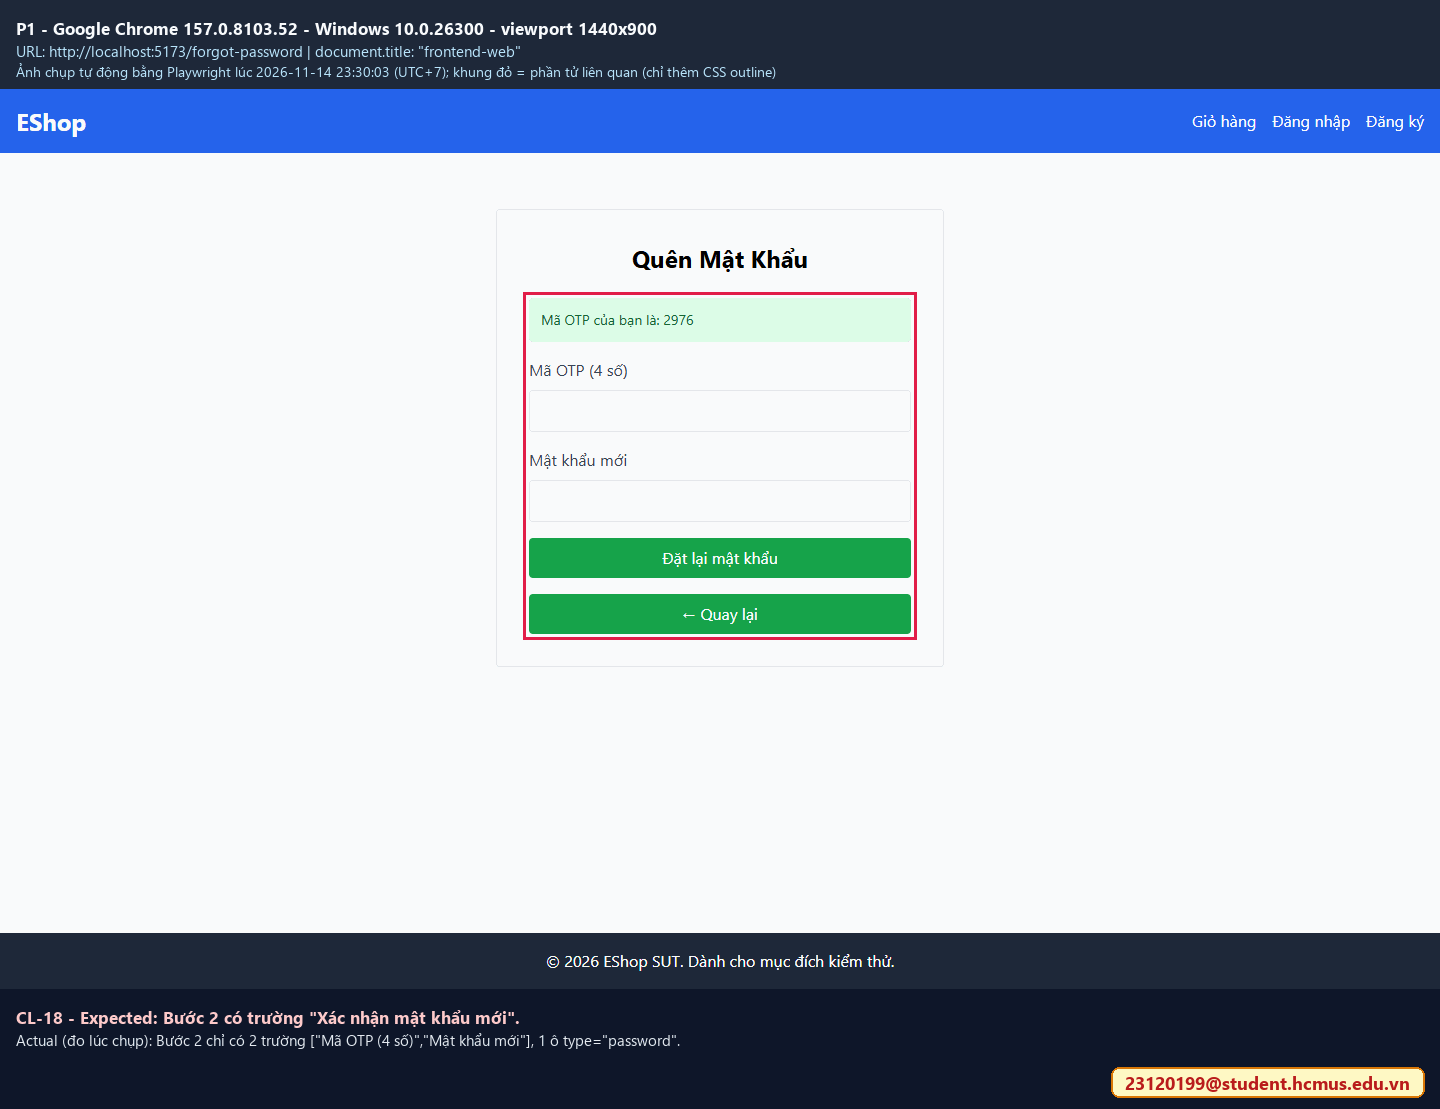 P1 - Google Chrome 157.0.8103.52 - Windows 10.0.26300 - viewport 1440x900
URL: http://localhost:5173/forgot-password | document.title: "frontend-web"
Ảnh chụp tự động bằng Playwright lúc 2026-11-14 23:30:03 (UTC+7); khung đỏ = phần tử liên quan (chỉ thêm CSS outline)
EShop
Giỏ hàng Đăng nhập Đăng ký
Quên Mật Khẩu
Mã OTP của bạn là: 2976
Mã OTP (4 số)
Mật khẩu mới
Đặt lại mật khẩu
← Quay lại
© 2026 EShop SUT. Dành cho mục đích kiểm thử.
CL-18 - Expected: Bước 2 có trường "Xác nhận mật khẩu mới".
Actual (đo lúc chụp): Bước 2 chỉ có 2 trường ["Mã OTP (4 số)","Mật khẩu mới"], 1 ô type="password".
23120199@student.hcmus.edu.vn